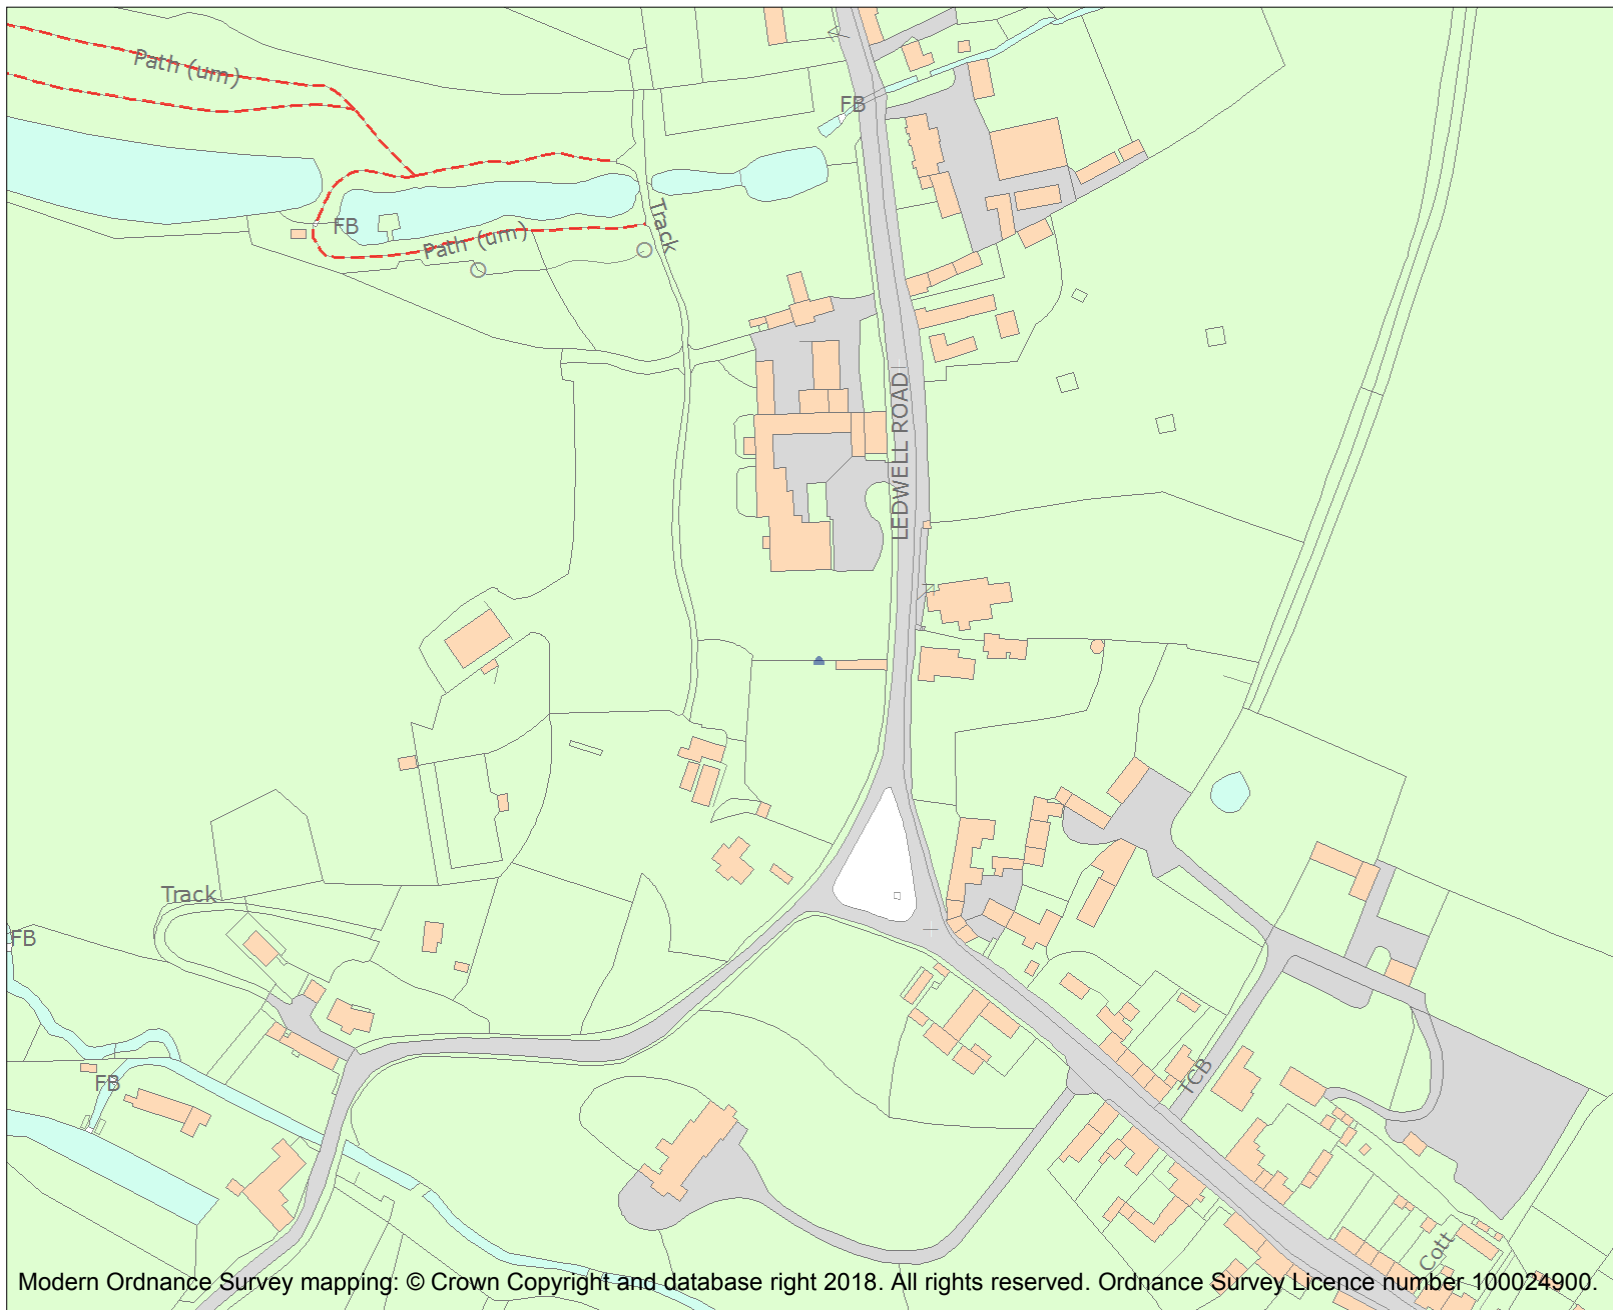 Path (um)
FB
FB
Track
Path (um)
LEDWELL ROAD
Track
FB
FB
TCB
Cott
Modern Ordnance Survey mapping: © Crown Copyright and database right 2018. All rights reserved. Ordnance Survey Licence number 100024900.